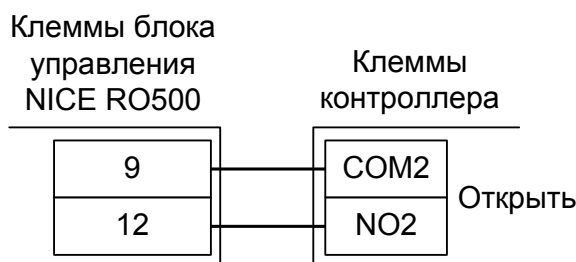 Клеммы блока
управления
NICE RO500
Клеммы
контроллера
9
COM2
12
NO2
Открыть